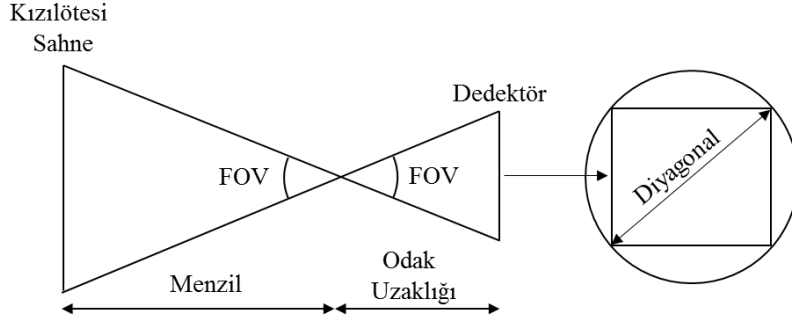 Kızılötesi
Sahne
Dedektör
FOV
FOV
Diyagonal
Menzil
Odak
Uzaklığı